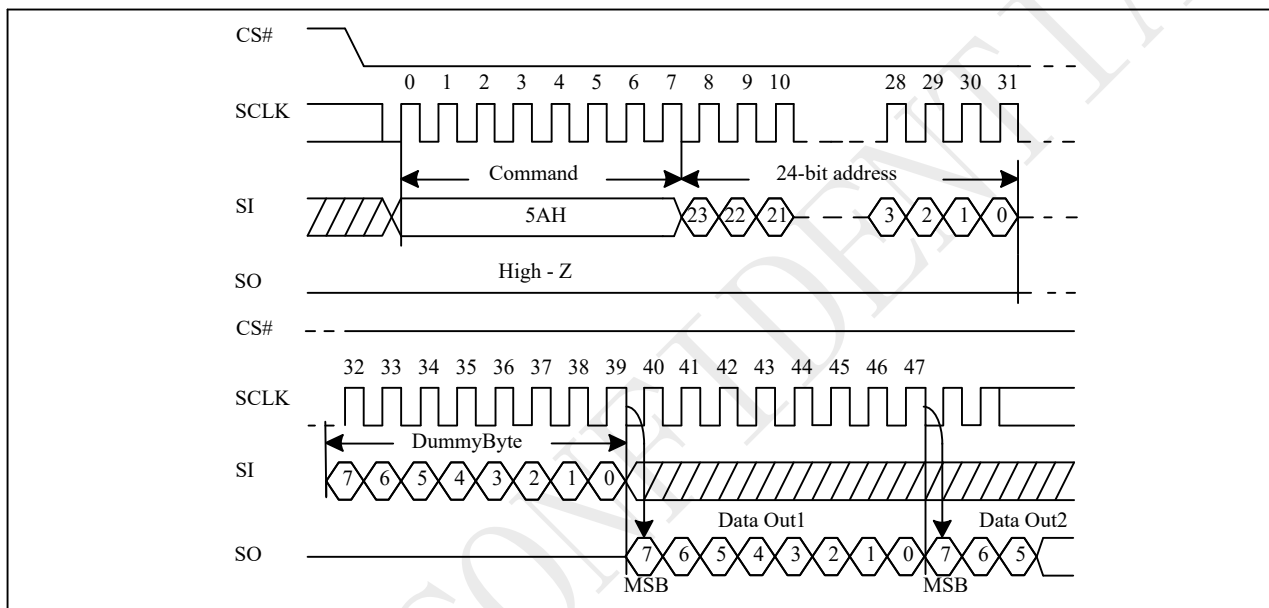 CS#
0 1 2 3 4 5 6 7 8 9 10 28 29 30 31
SCLK
Command 24-bit address
SI 5AH 23 22 21 3 2 1 0
High - Z
SO
CS#
32 33 34 35 36 37 38 39 40 41 42 43 44 45 46 47
SCLK
DummyByte
SI 7 6 5 4 3 2 1 0
Data Out1 Data Out2
SO 7 6 5 4 3 2 1 0 7 6 5
MSB MSB
CONFIDENTIA